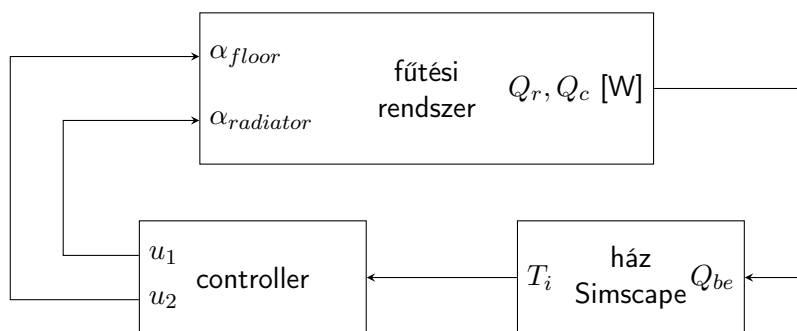 α_floor
fűtési
rendszer
Q_r, Q_c [W]
α_radiator
u_1
controller
u_2
T_i
ház
Simscape
Q_be